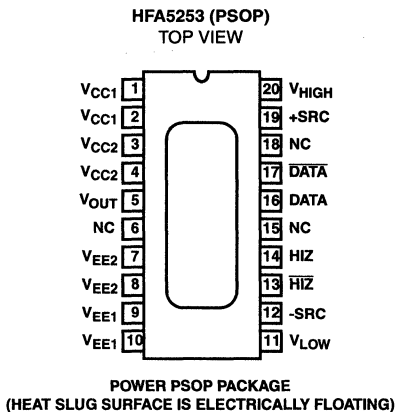 HFA5253 (PSOP)
TOP VIEW
VCC1 1 20 VHIGH
VCC1 2 19 +SRC
VCC2 3 18 NC
VCC2 4 17 DATA
VOUT 5 16 DATA
NC 6 15 NC
VEE2 7 14 HIZ
VEE2 8 13 HIZ
VEE1 9 12 -SRC
VEE1 10 11 VLOW
POWER PSOP PACKAGE
(HEAT SLUG SURFACE IS ELECTRICALLY FLOATING)